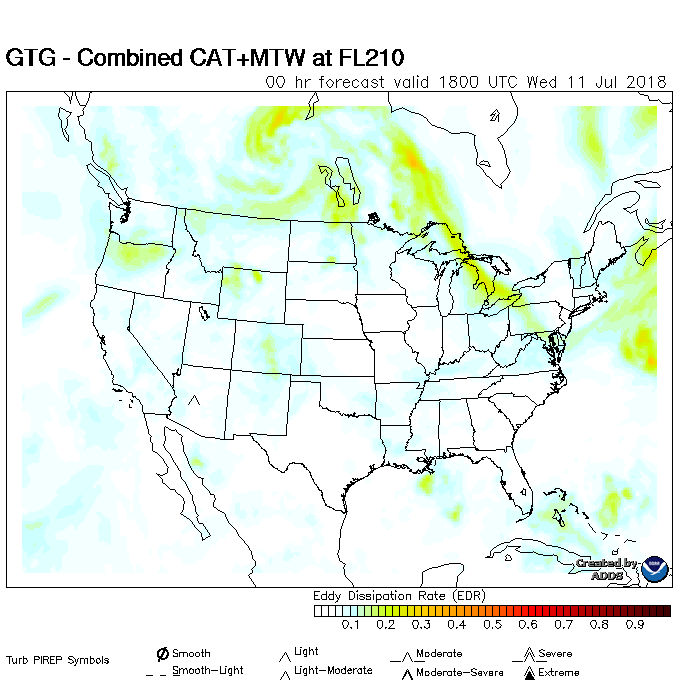 GTG - Combined CAT+MTW at FL210
00 hr forecast valid 1800 UTC Wed 11 Jul 2018
Created by
ADDS
Eddy Dissipation Rate (EDR)
0.1 0.2 0.3 0.4 0.5 0.6 0.7 0.8 0.9
Turb PIREP Symbols
Smooth Light Moderate Severe
Smooth-Light Light-Moderate Moderate-Severe Extreme